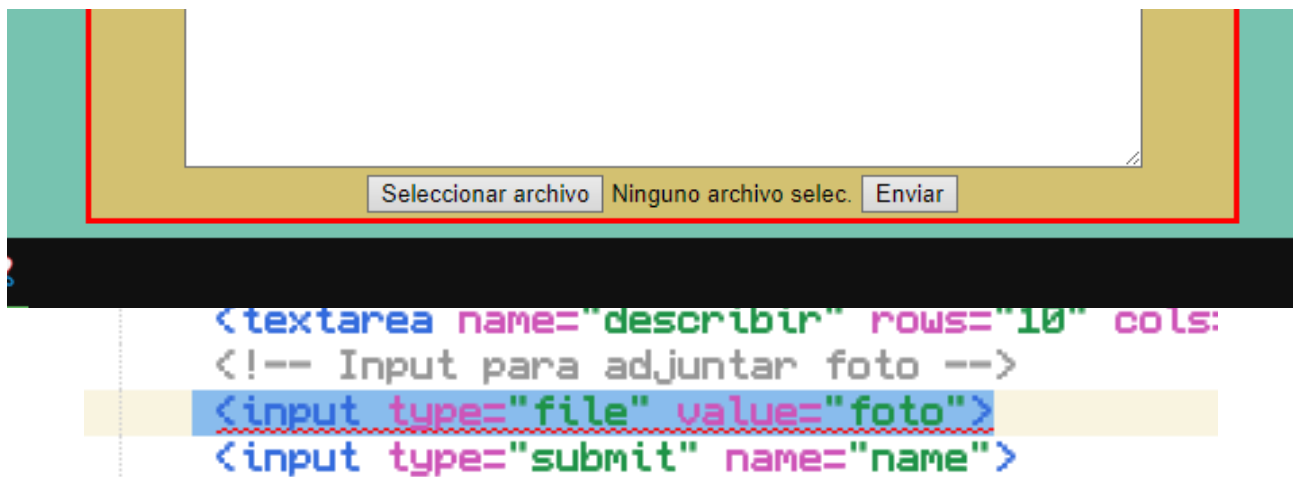 Seleccionar archivo Ninguno archivo selec. Enviar
<textarea name="describir" rows="10" cols=
<!-- Input para adjuntar foto -->
<input type="file" value="foto">
<input type="submit" name="name">